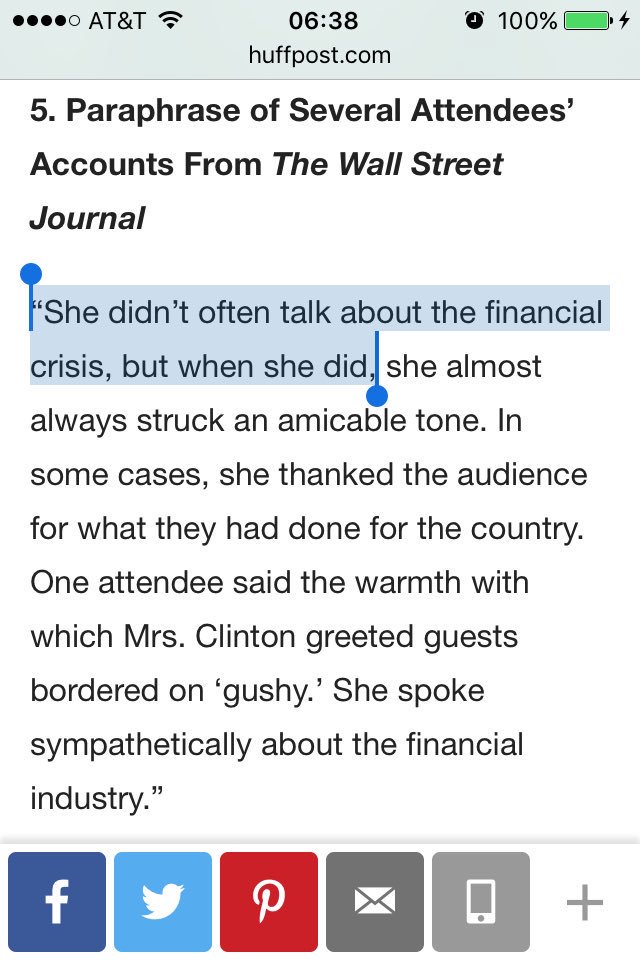 AT&T 06:38 100%
huffpost.com
5. Paraphrase of Several Attendees’
Accounts From The Wall Street
Journal
“She didn’t often talk about the financial
crisis, but when she did, she almost
always struck an amicable tone. In
some cases, she thanked the audience
for what they had done for the country.
One attendee said the warmth with
which Mrs. Clinton greeted guests
bordered on ‘gushy.’ She spoke
sympathetically about the financial
industry.”